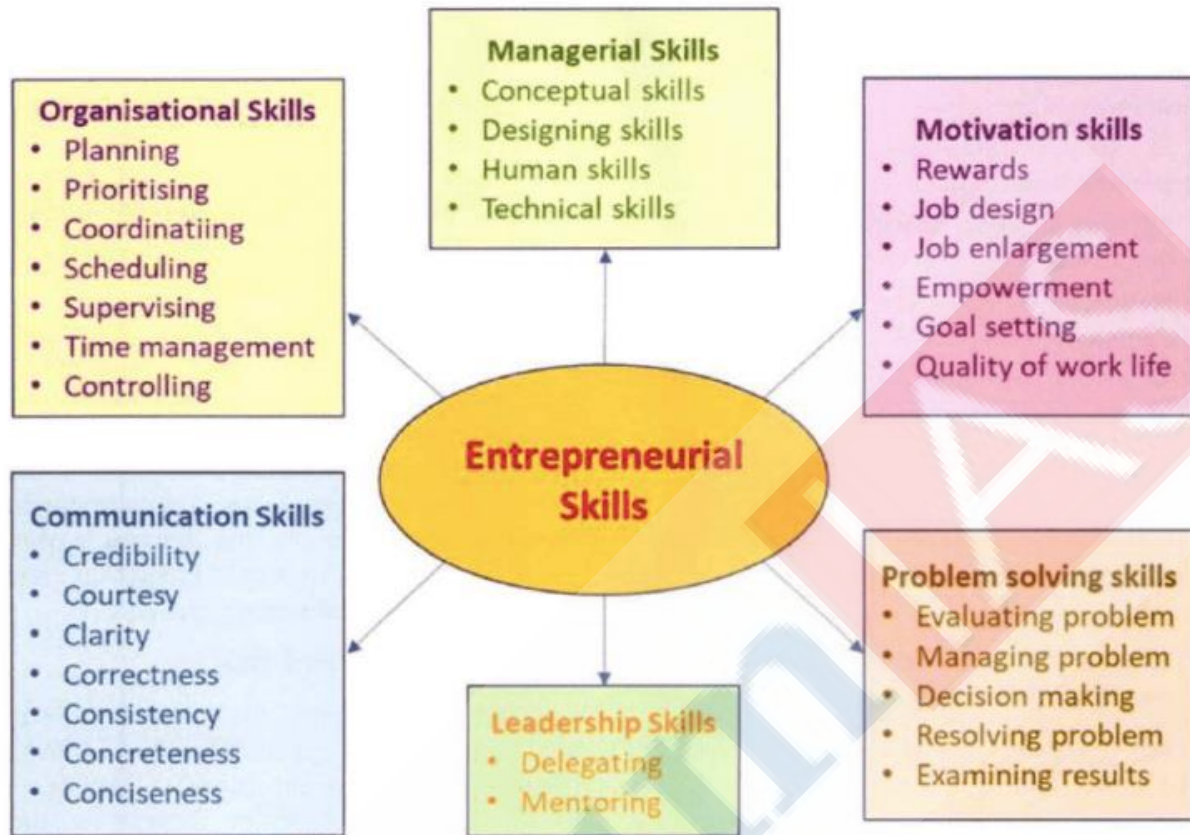 Managerial Skills
• Conceptual skills
• Designing skills
• Human skills
• Technical skills
Organisational Skills
• Planning
• Prioritising
• Coordinatiing
• Scheduling
• Supervising
• Time management
• Controlling
Motivation skills
• Rewards
• Job design
• Job enlargement
• Empowerment
• Goal setting
• Quality of work life
Entrepreneurial
Skills
Communication Skills
• Credibility
• Courtesy
• Clarity
• Correctness
• Consistency
• Concreteness
• Conciseness
Leadership Skills
• Delegating
• Mentoring
Problem solving skills
• Evaluating problem
• Managing problem
• Decision making
• Resolving problem
• Examining results